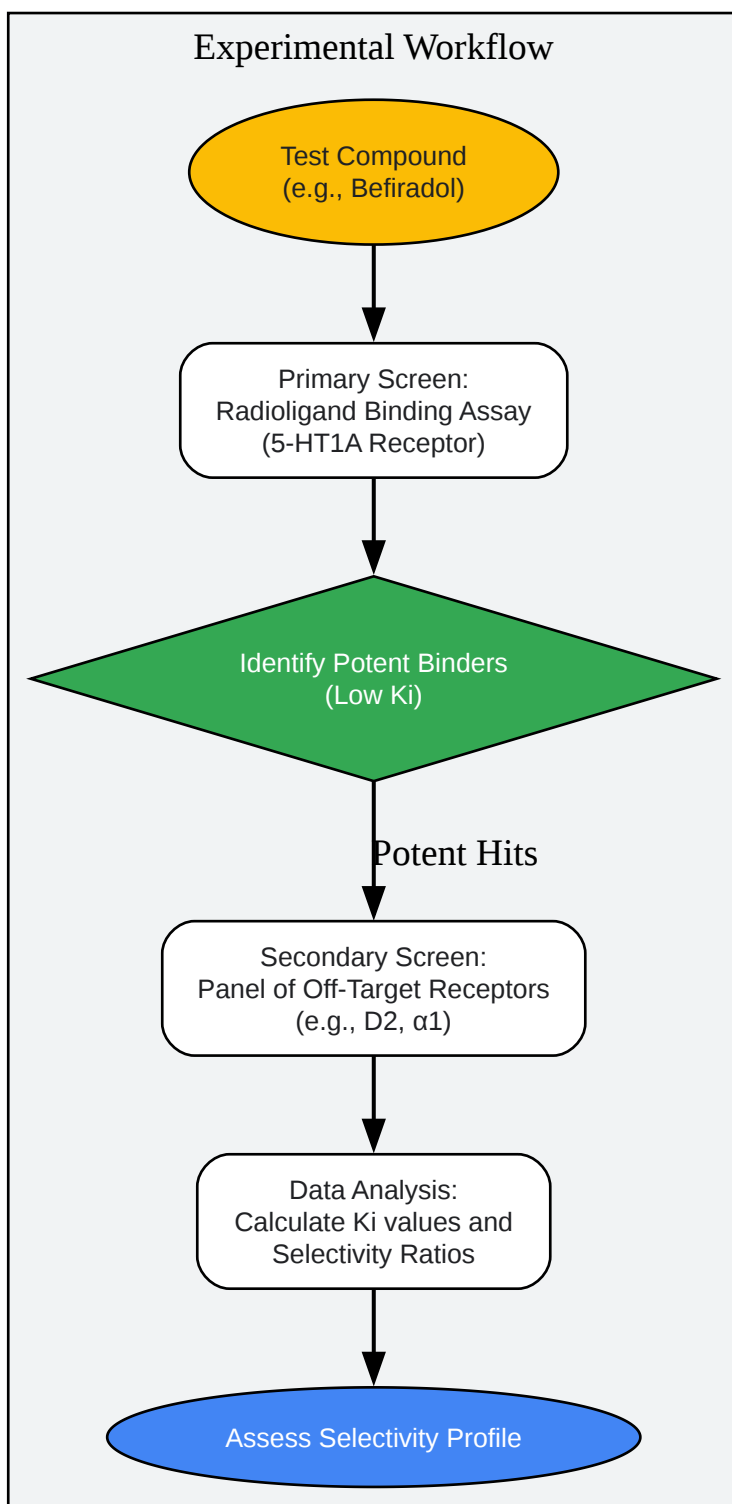 Experimental Workflow
Test Compound
(e.g., Befiradol)
Primary Screen:
Radioligand Binding Assay
(5-HT1A Receptor)
Identify Potent Binders
(Low Ki)
Potent Hits
Secondary Screen:
Panel of Off-Target Receptors
(e.g., D2, α1)
Data Analysis:
Calculate Ki values and
Selectivity Ratios
Assess Selectivity Profile